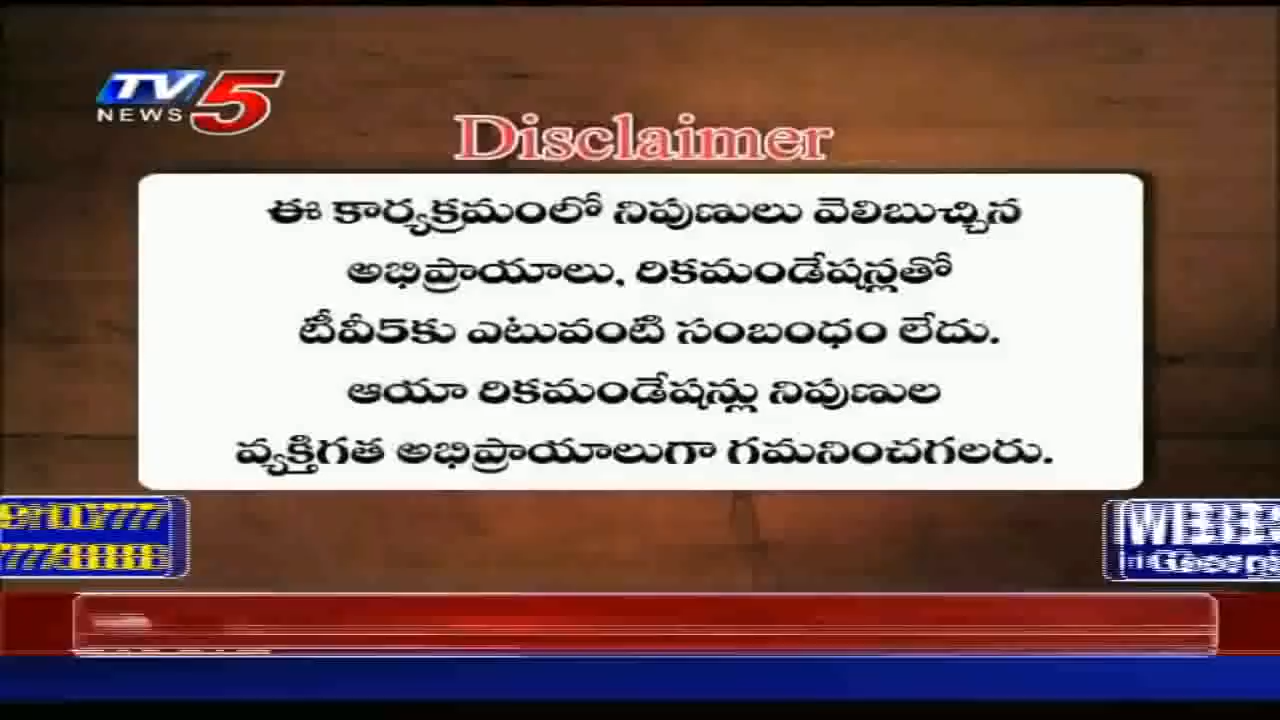 TV5
NEWS
Disclaimer
ఈ కార్యక్రమంలో నిపుణులు వెలిబుచ్చిన
అభిప్రాయాలు, రికమండేషన్లతో
టీవీ5కు ఎటువంటి సంబంధం లేదు.
ఆయా రికమండేషన్లు నిపుణుల
వ్యక్తిగత అభిప్రాయాలుగా గమనించగలరు.